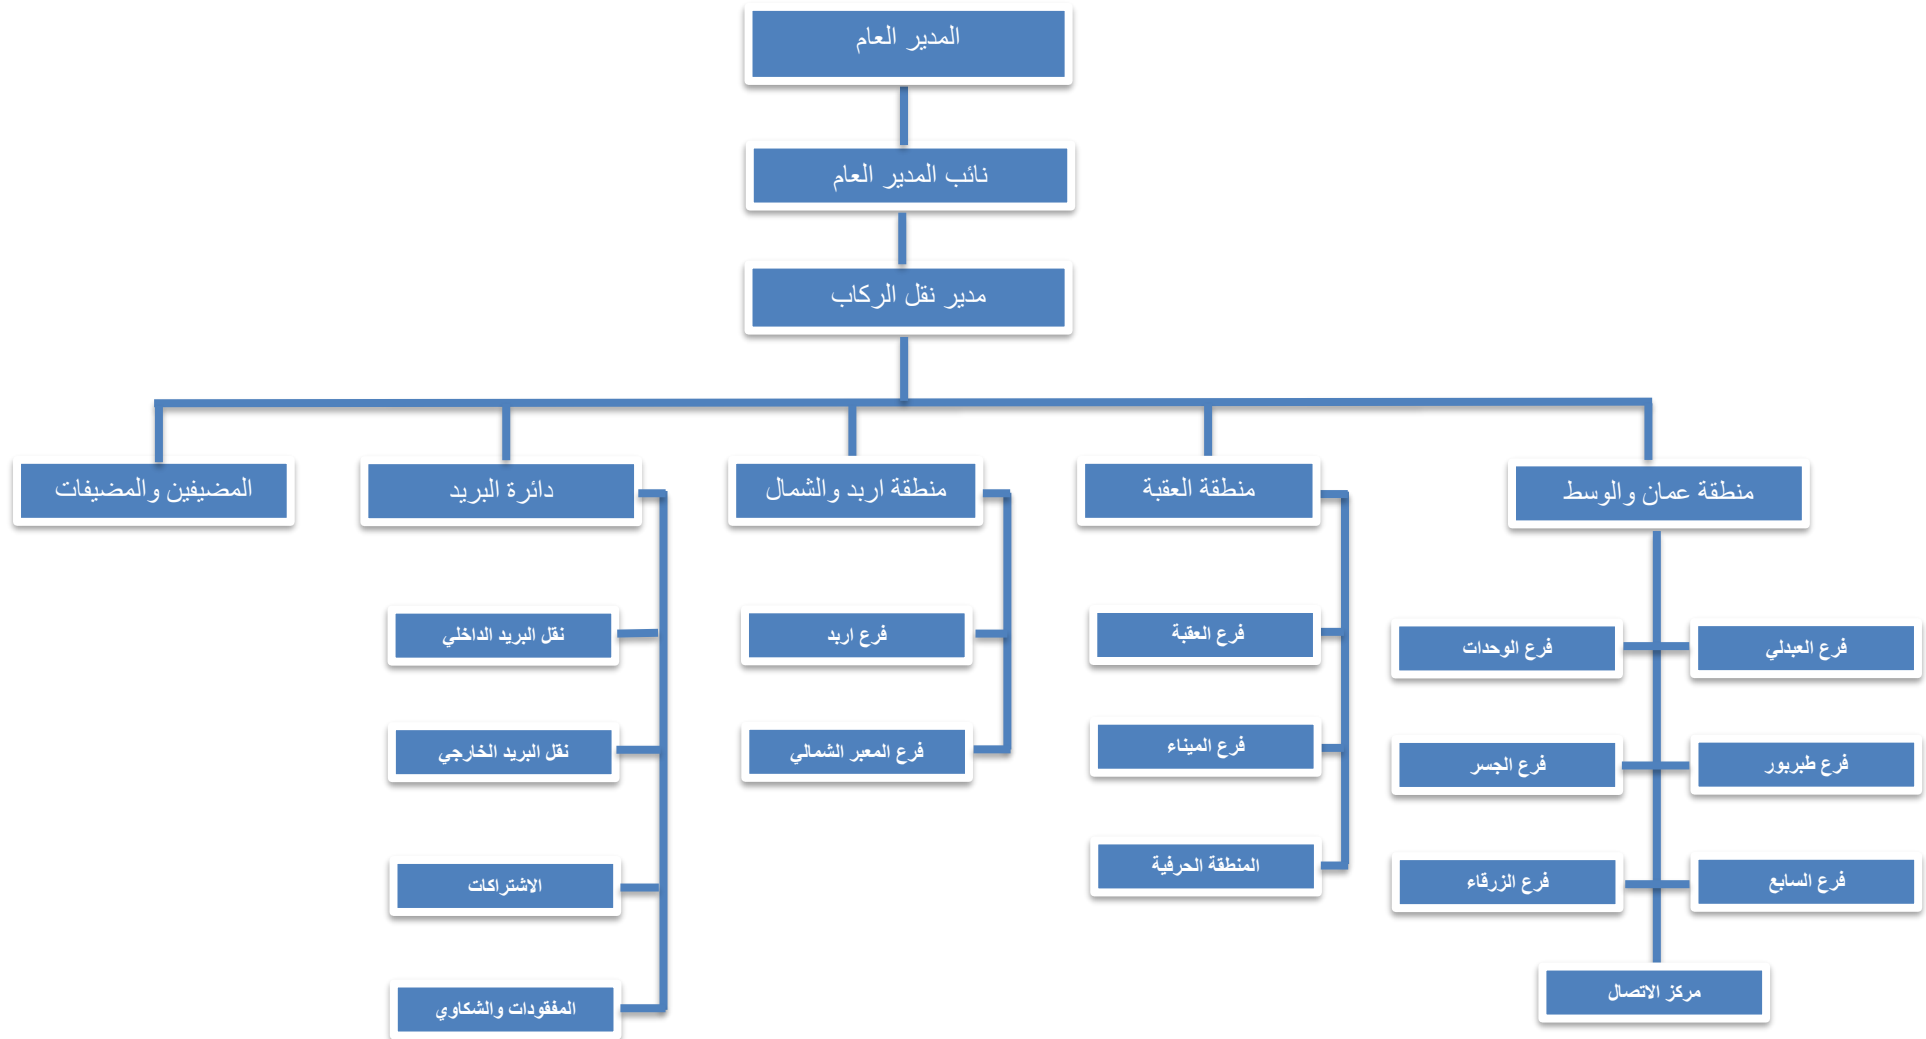 المدير العام
نائب المدير العام
مدير نقل الركاب
منطقة عمان والوسط
منطقة العقبة
منطقة اربد والشمال
دائرة البريد
المضيفين والمضيفات
فرع العبدلي
فرع الوحدات
فرع طبربور
فرع الجسر
فرع السابع
فرع الزرقاء
مركز الاتصال
فرع العقبة
فرع الميناء
المنطقة الحرفية
فرع اربد
فرع المعبر الشمالي
نقل البريد الداخلي
نقل البريد الخارجي
الاشتراكات
المفقودات والشكاوي